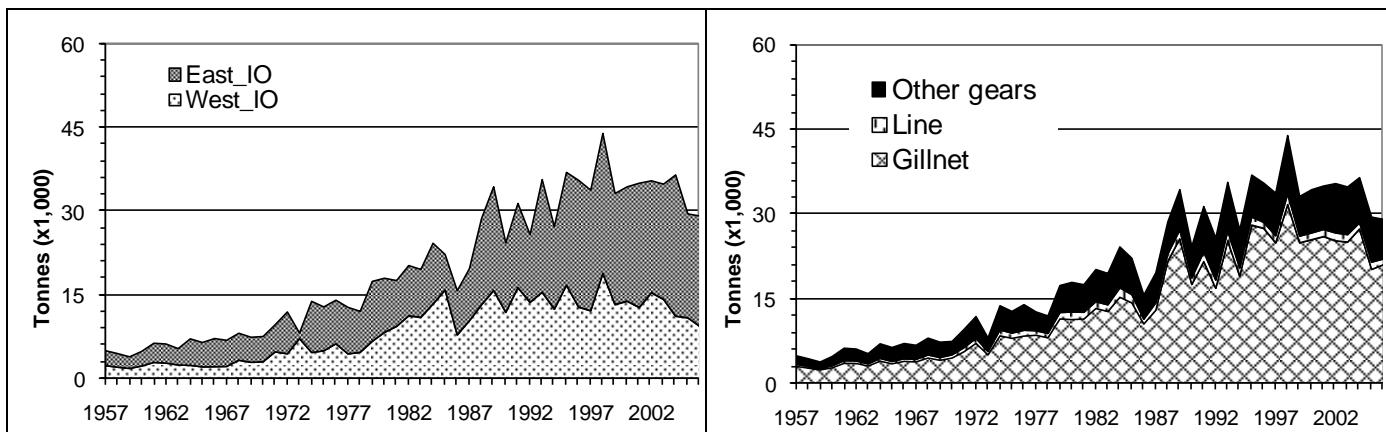 60
45
30
15
0
Tonnes (x1,000)
East_IO
West_IO
1957 1962 1967 1972 1977 1982 1987 1992 1997 2002
60
45
30
15
0
Tonnes (x1,000)
Other gears
Line
Gillnet
1957 1962 1967 1972 1977 1982 1987 1992 1997 2002